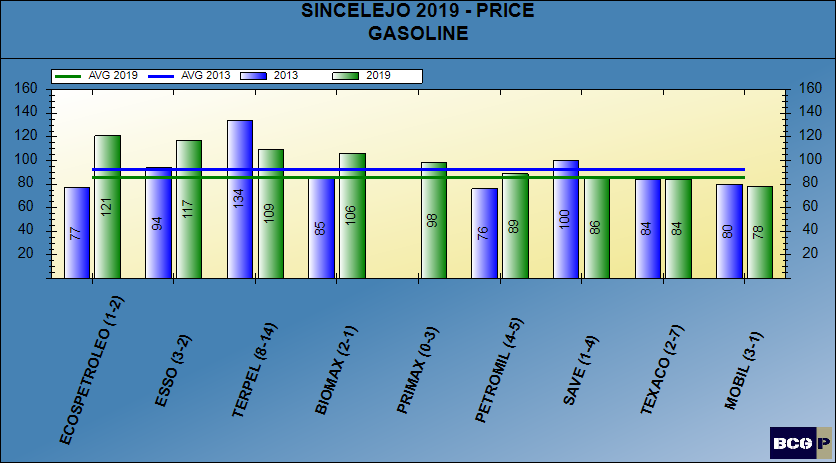 SINCELEJO 2019 - PRICE
GASOLINE
AVG 2019 AVG 2013 2013 2019
160 160
140 140
120 120
100 100
80 80
60 60
40 40
20 20
77 121 94 117 134 109 85 106 98 76 89 100 86 84 84 80 78
ECOSPETROLEO (1-2)
ESSO (3-2)
TERPEL (8-14)
BIOMAX (2-1)
PRIMAX (0-3)
PETROMIL (4-5)
SAVE (1-4)
TEXACO (2-7)
MOBIL (3-1)
BCG P